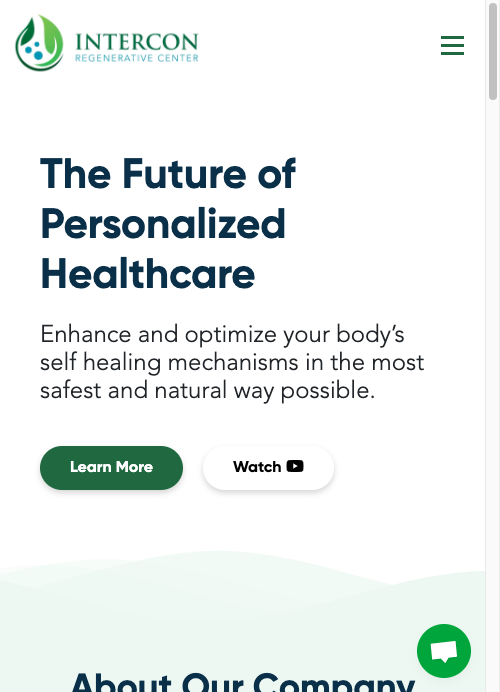 INTERCON
REGENERATIVE CENTER
The Future of
Personalized
Healthcare
Enhance and optimize your body’s
self healing mechanisms in the most
safest and natural way possible.
Learn More
Watch
About Our Company